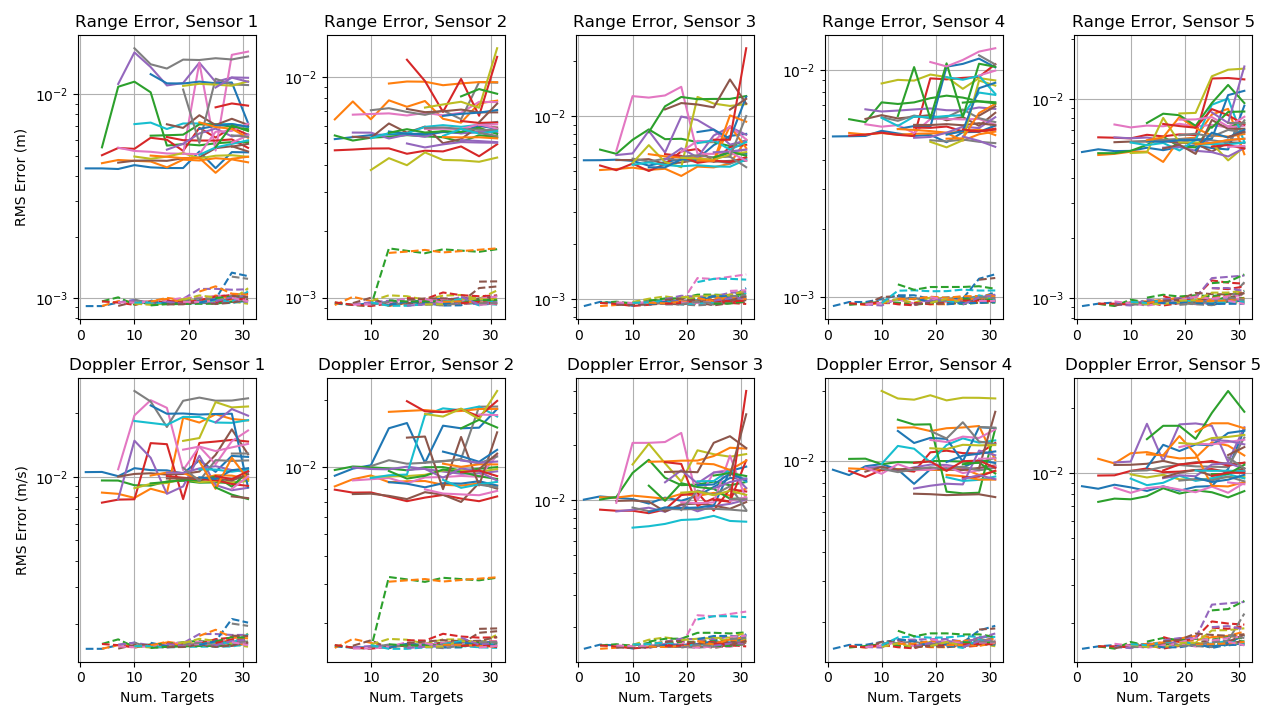 Range Error, Sensor 1
Range Error, Sensor 2
Range Error, Sensor 3
Range Error, Sensor 4
Range Error, Sensor 5
RMS Error (m)
10⁻²
10⁻³
0 10 20 30
10⁻²
10⁻³
10 20 30
10⁻²
10⁻³
0 10 20 30
10⁻²
10⁻³
0 10 20 30
10⁻²
10⁻³
0 10 20 30
Doppler Error, Sensor 1
Doppler Error, Sensor 2
Doppler Error, Sensor 3
Doppler Error, Sensor 4
Doppler Error, Sensor 5
RMS Error (m/s)
10⁻²
0 10 20 30
10⁻²
10 20 30
10⁻²
0 10 20 30
10⁻²
0 10 20 30
10⁻²
0 10 20 30
Num. Targets
Num. Targets
Num. Targets
Num. Targets
Num. Targets